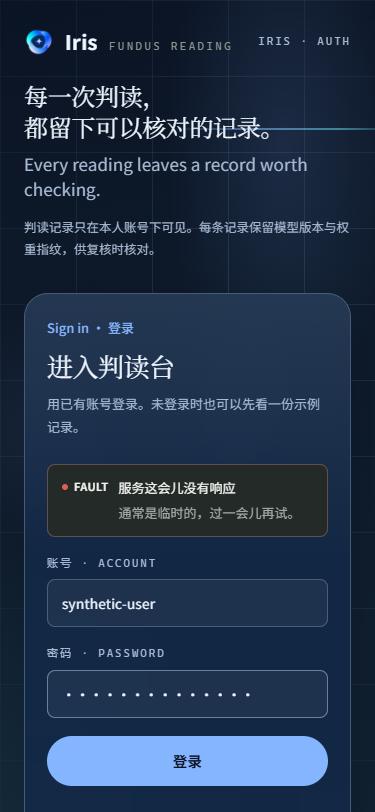 Iris FUNDUS READING IRIS · AUTH
每一次判读，
都留下可以核对的记录。
Every reading leaves a record worth
checking.
判读记录只在本人账号下可见。每条记录保留模型版本与权
重指纹，供复核时核对。
Sign in · 登录
进入判读台
用已有账号登录。未登录时也可以先看一份示例
记录。
FAULT 服务这会儿没有响应
通常是临时的，过一会儿再试。
账号 · ACCOUNT
synthetic-user
密码 · PASSWORD
登录